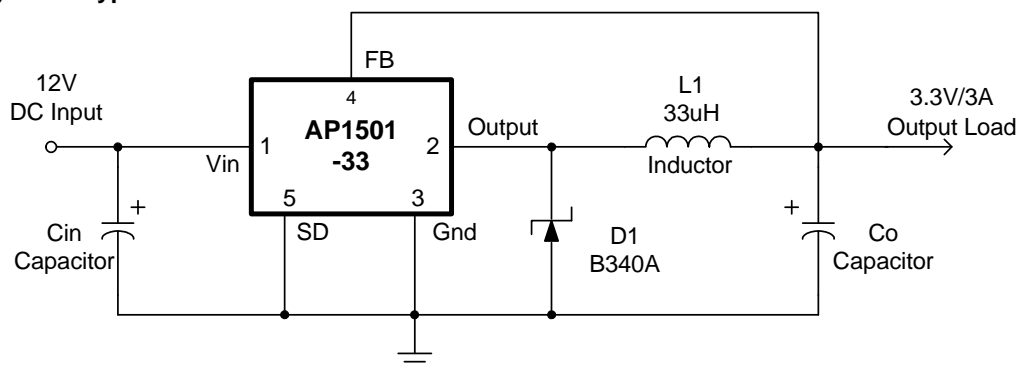 FB
12V
DC Input
4
AP1501
-33
1
2
Vin
Output
L1
33uH
Inductor
3.3V/3A
Output Load
5
3
SD
Gnd
+
Cin
Capacitor
D1
B340A
+
Co
Capacitor